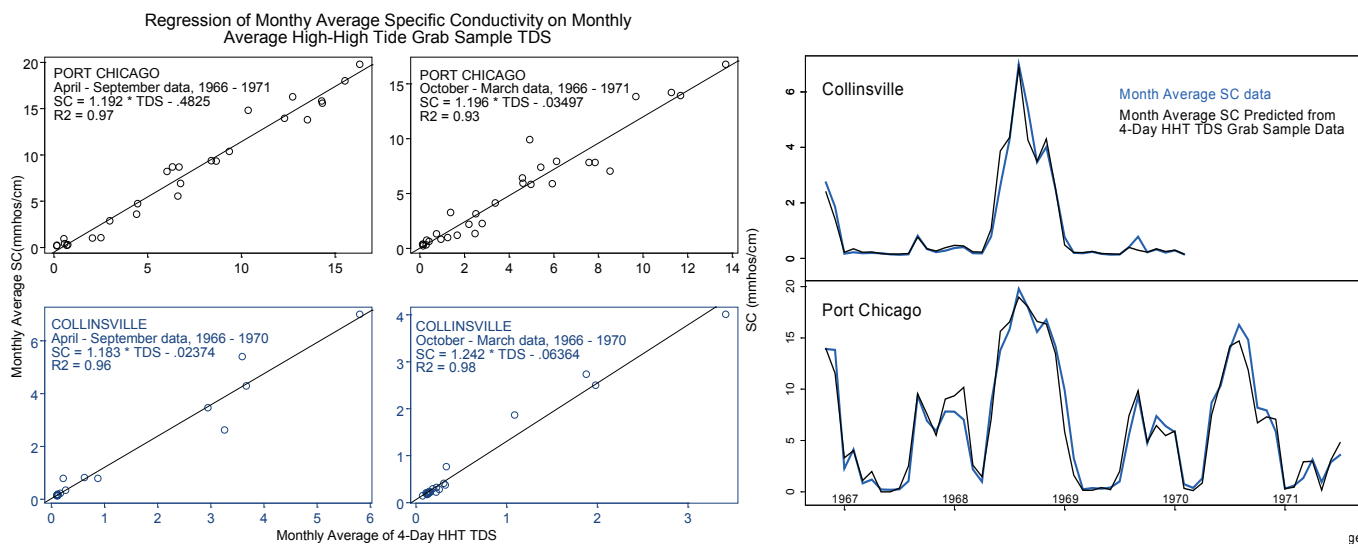 Regression of Monthy Average Specific Conductivity on Monthly
Average High-High Tide Grab Sample TDS
Monthly Average SC(mmhos/cm)
20
15
10
5
0
PORT CHICAGO
April - September data, 1966 - 1971
SC = 1.192 * TDS - .4825
R2 = 0.97
0
5
10
15
15
10
5
0
PORT CHICAGO
October - March data, 1966 - 1971
SC = 1.196 * TDS - .03497
R2 = 0.93
0
2
4
6
8
10
12
14
6
4
2
0
COLLINSVILLE
April - September data, 1966 - 1970
SC = 1.183 * TDS - .02374
R2 = 0.96
0
1
2
3
4
5
6
4
3
2
1
0
COLLINSVILLE
October - March data, 1966 - 1970
SC = 1.242 * TDS - .06364
R2 = 0.98
0
1
2
3
Monthly Average of 4-Day HHT TDS
SC (mmhos/cm)
6
4
2
0
Collinsville
Month Average SC data
Month Average SC Predicted from
4-Day HHT TDS Grab Sample Data
20
15
10
5
0
Port Chicago
1967
1968
1969
1970
1971
ge